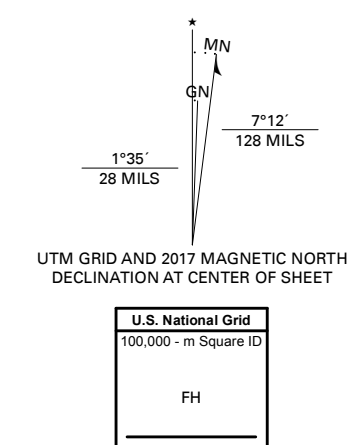 ★
MN
GN
7°12´
128 MILS
1°35´
28 MILS
UTM GRID AND 2017 MAGNETIC NORTH
DECLINATION AT CENTER OF SHEET
U.S. National Grid
100,000 - m Square ID
FH